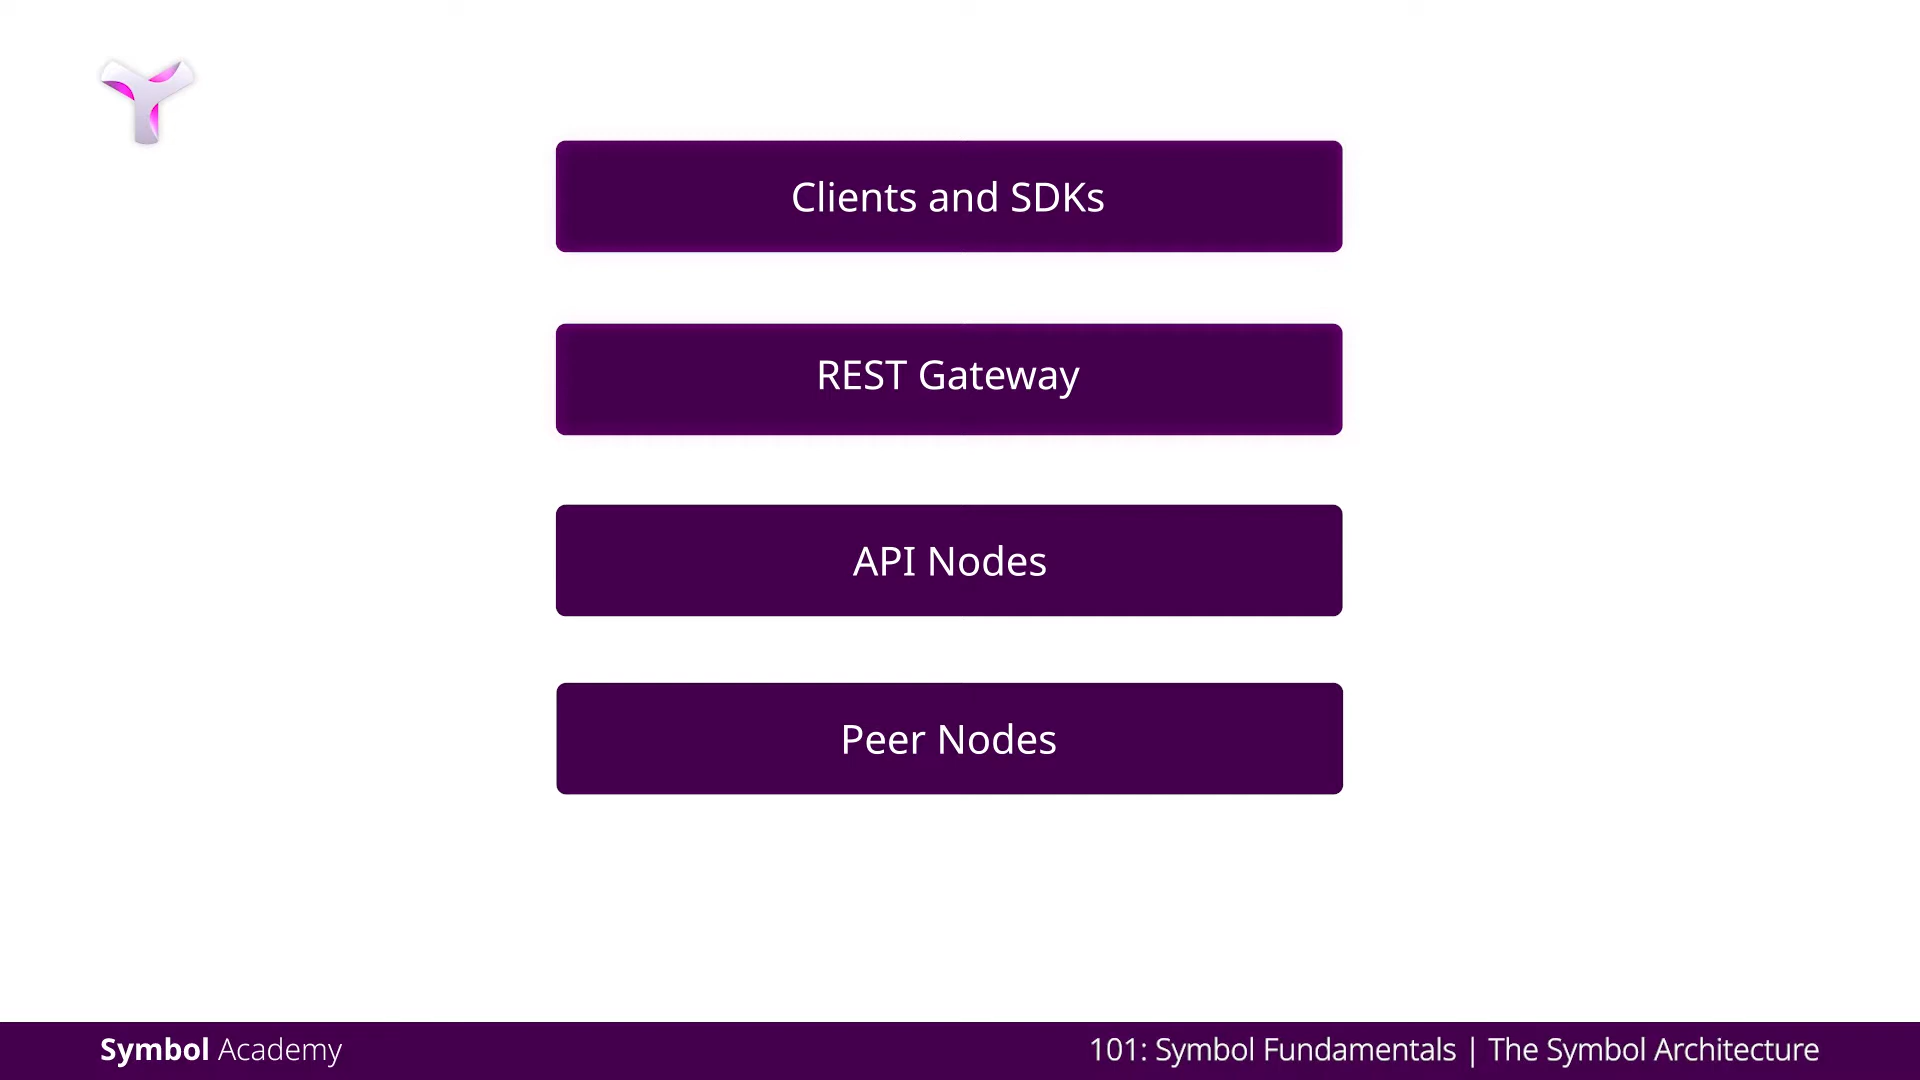 Clients and SDKs
REST Gateway
API Nodes
Peer Nodes
Symbol Academy
101: Symbol Fundamentals | The Symbol Architecture